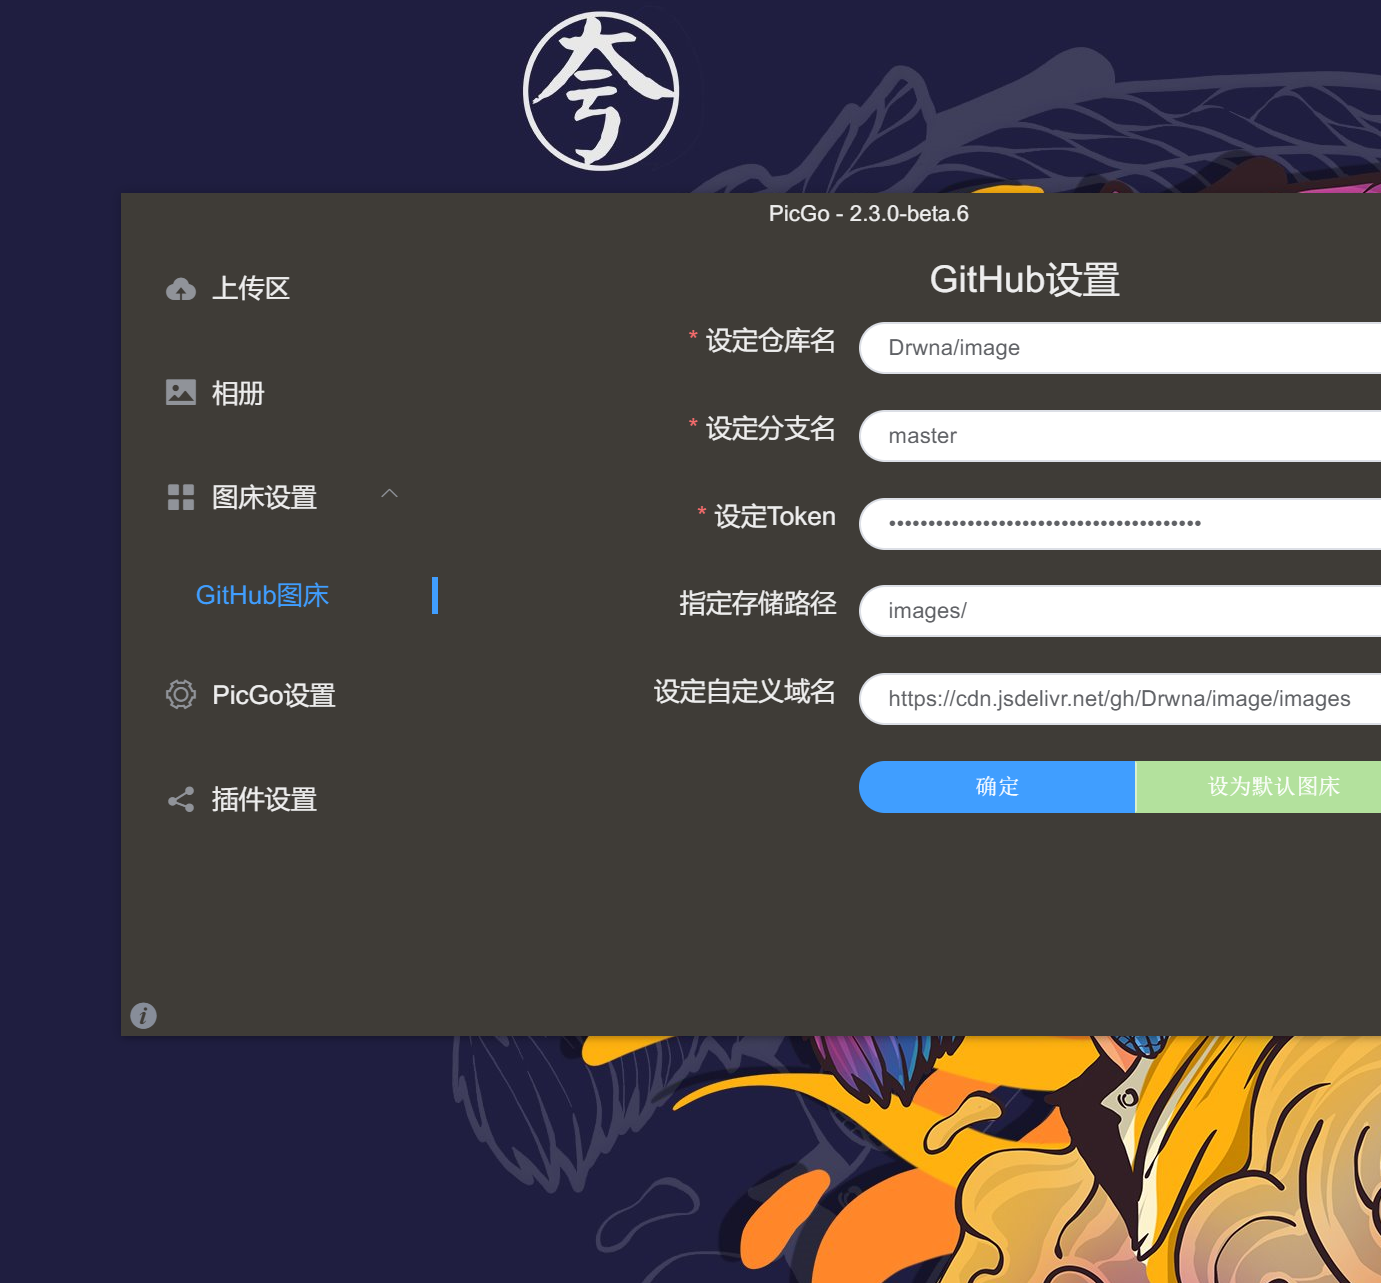 夸
PicGo - 2.3.0-beta.6
上传区
相册
图床设置
GitHub图床
PicGo设置
插件设置
GitHub设置
* 设定仓库名
Drwna/image
* 设定分支名
master
* 设定Token
••••••••••••••••••••••••••••••••••••••••
指定存储路径
images/
设定自定义域名
https://cdn.jsdelivr.net/gh/Drwna/image/images
确定
设为默认图床